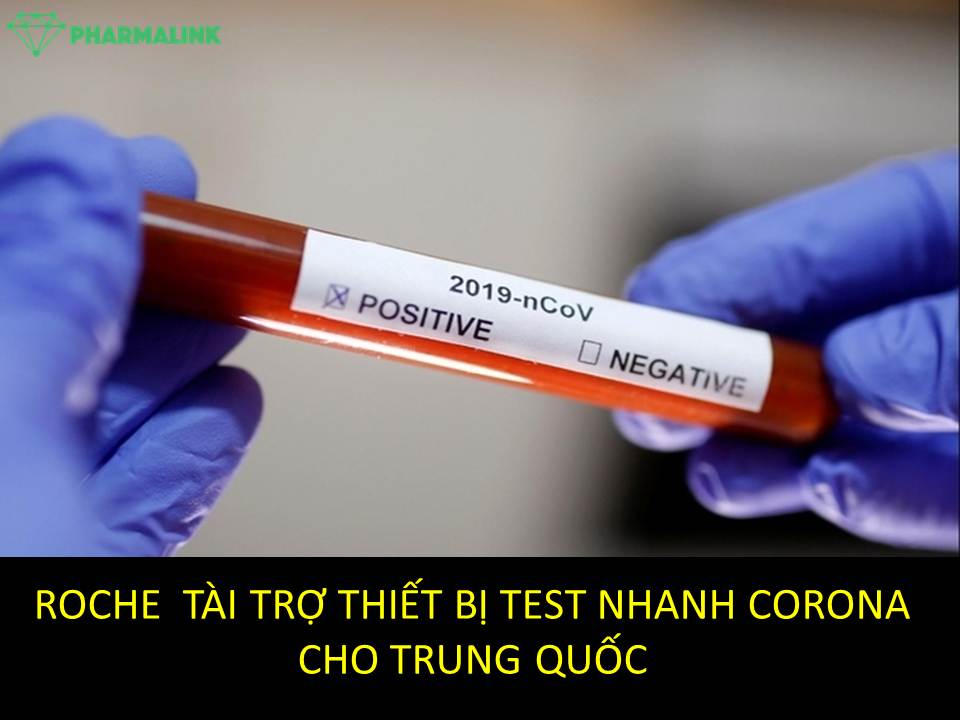 PHARMALINK
2019-nCoV
☒ POSITIVE ☐ NEGATIVE
ROCHE TÀI TRỢ THIẾT BỊ TEST NHANH CORONA
CHO TRUNG QUỐC